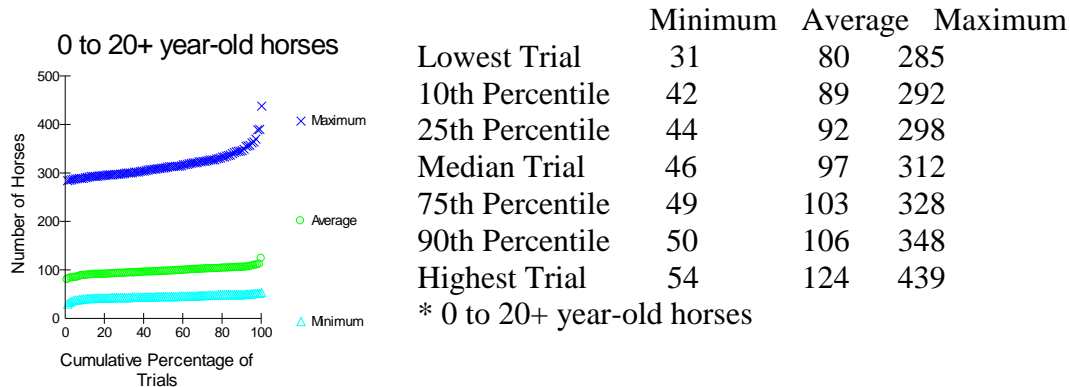 0 to 20+ year-old horses
500
400
300
200
100
0
Number of Horses
0 20 40 60 80 100
Cumulative Percentage of
Trials
Maximum
Average
Minimum
Minimum Average Maximum
Lowest Trial 31 80 285
10th Percentile 42 89 292
25th Percentile 44 92 298
Median Trial 46 97 312
75th Percentile 49 103 328
90th Percentile 50 106 348
Highest Trial 54 124 439
* 0 to 20+ year-old horses